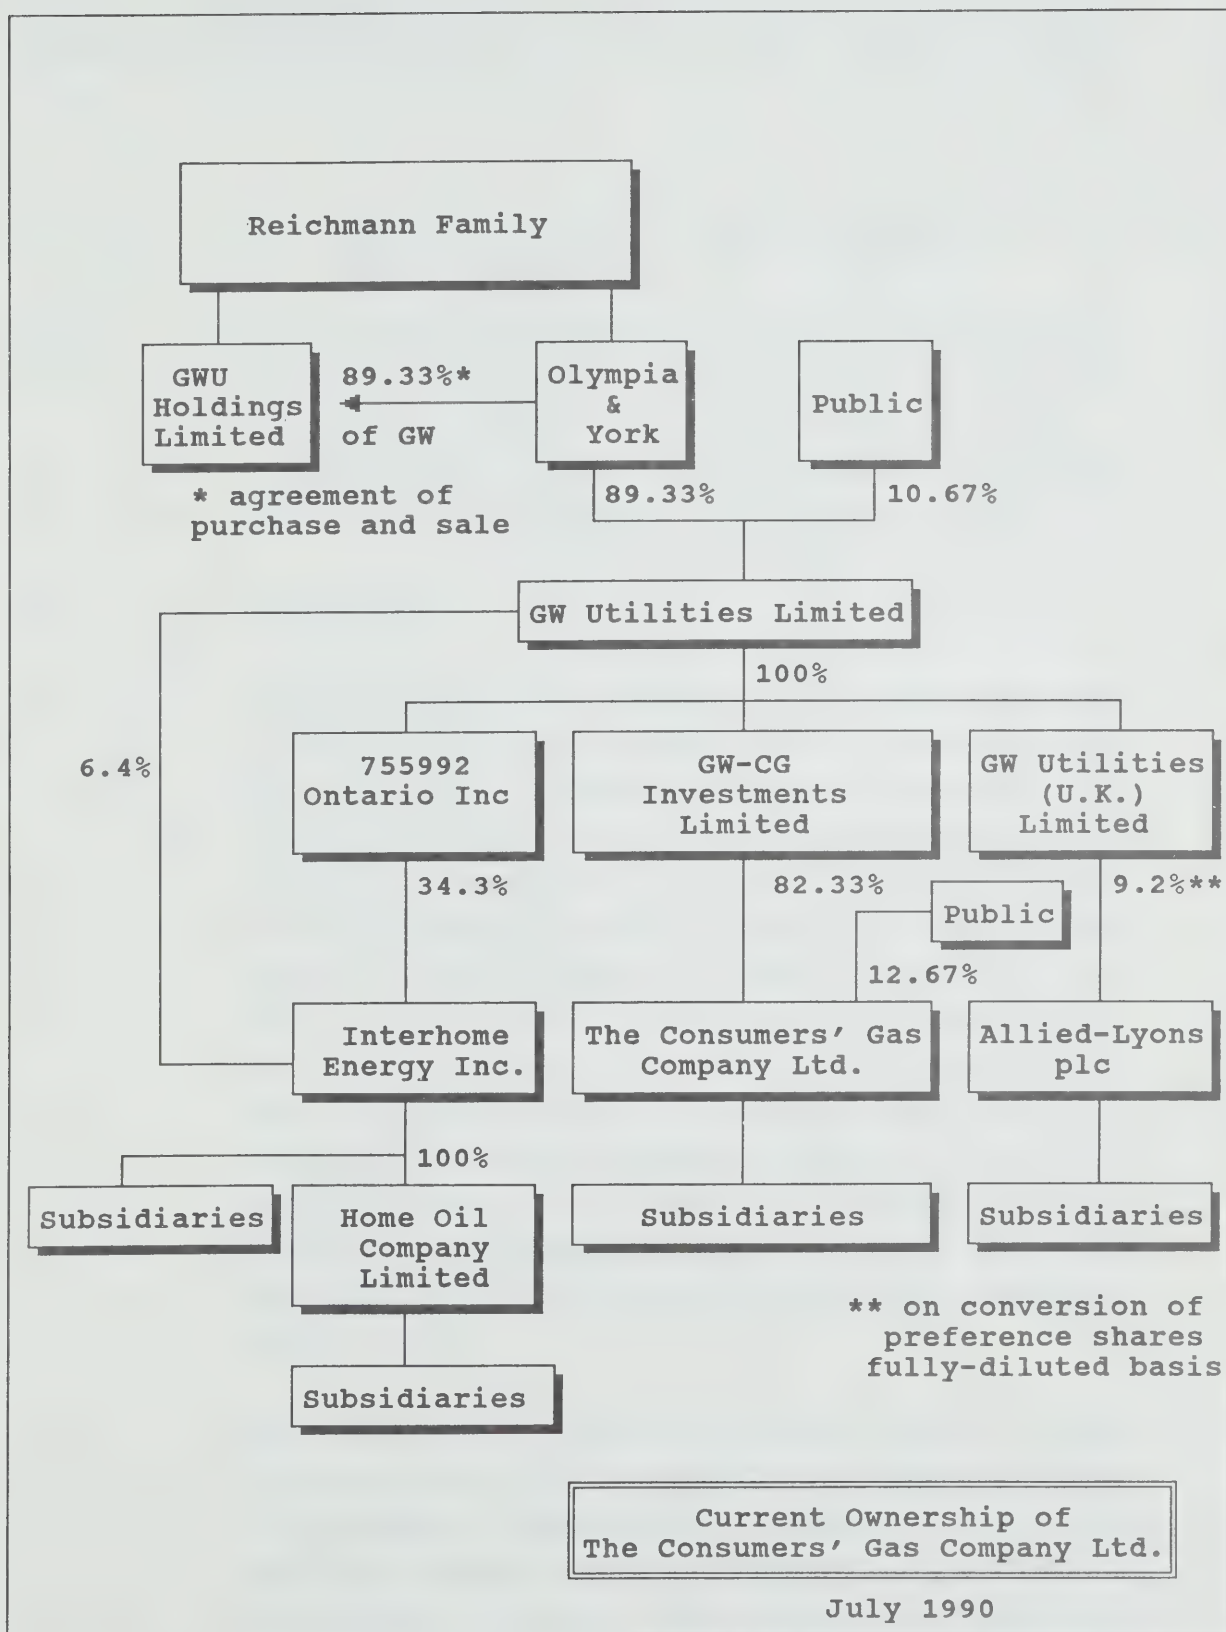 Reichmann Family
GWU
Holdings
Limited
89.33%*
of GW
Olympia
&
York
Public
* agreement of
purchase and sale
89.33%
10.67%
GW Utilities Limited
100%
6.4%
755992
Ontario Inc
GW-CG
Investments
Limited
GW Utilities
(U.K.)
Limited
34.3%
82.33%
9.2%**
Public
12.67%
Interhome
Energy Inc.
The Consumers' Gas
Company Ltd.
Allied-Lyons
plc
100%
Subsidiaries
Home Oil
Company
Limited
Subsidiaries
Subsidiaries
** on conversion of
preference shares
fully-diluted basis
Subsidiaries
Current Ownership of
The Consumers' Gas Company Ltd.
July 1990